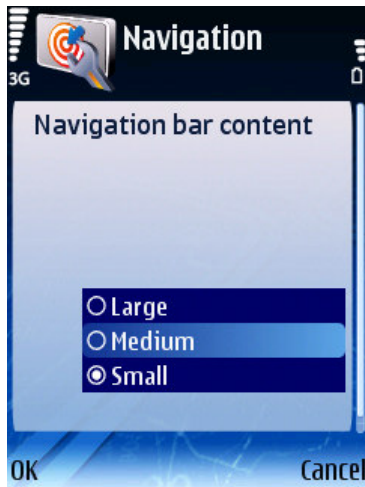 Navigation
3G
Navigation bar content
Large
Medium
Small
OK Cancel